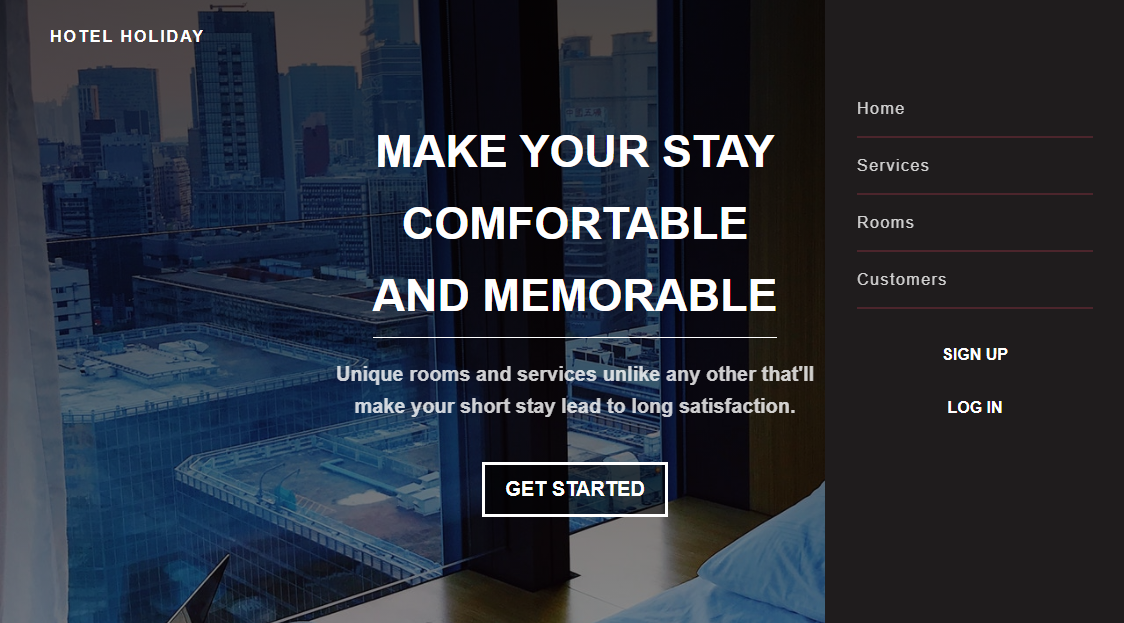 HOTEL HOLIDAY
MAKE YOUR STAY
COMFORTABLE
AND MEMORABLE
Unique rooms and services unlike any other that'll
make your short stay lead to long satisfaction.
GET STARTED
Home
Services
Rooms
Customers
SIGN UP
LOG IN